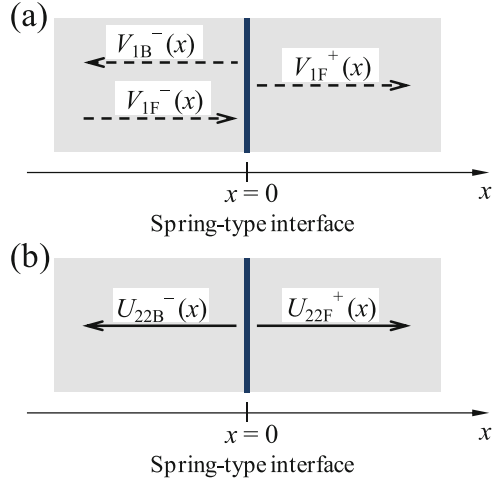 (a)
V₁B⁻(x)
V₁F⁺(x)
V₁F⁻(x)
x = 0
x
Spring-type interface
(b)
U₂₂B⁻(x)
U₂₂F⁺(x)
x = 0
x
Spring-type interface